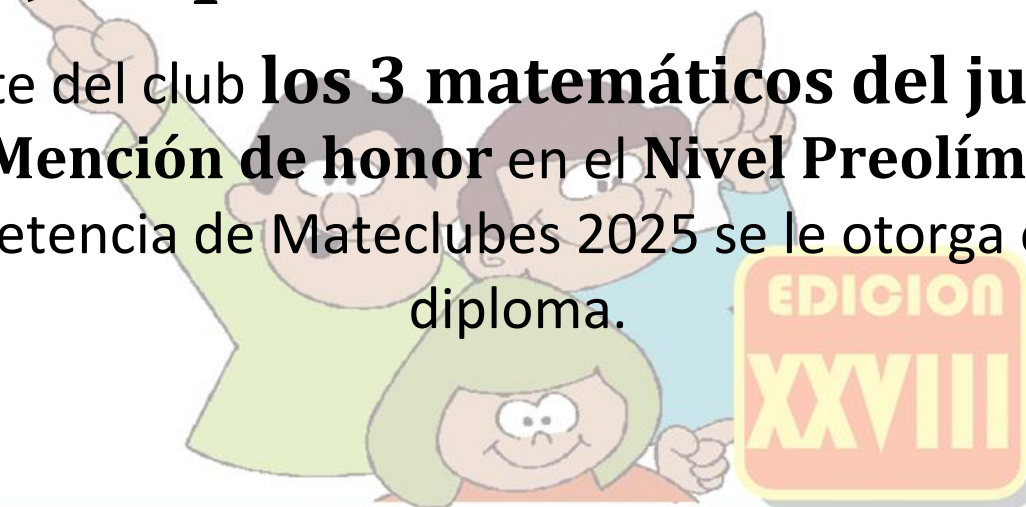 te del club los 3 matemáticos del ju
Mención de honor en el Nivel Preolím
etencia de Mateclubes 2025 se le otorga
diploma.
EDICION
XXVIII